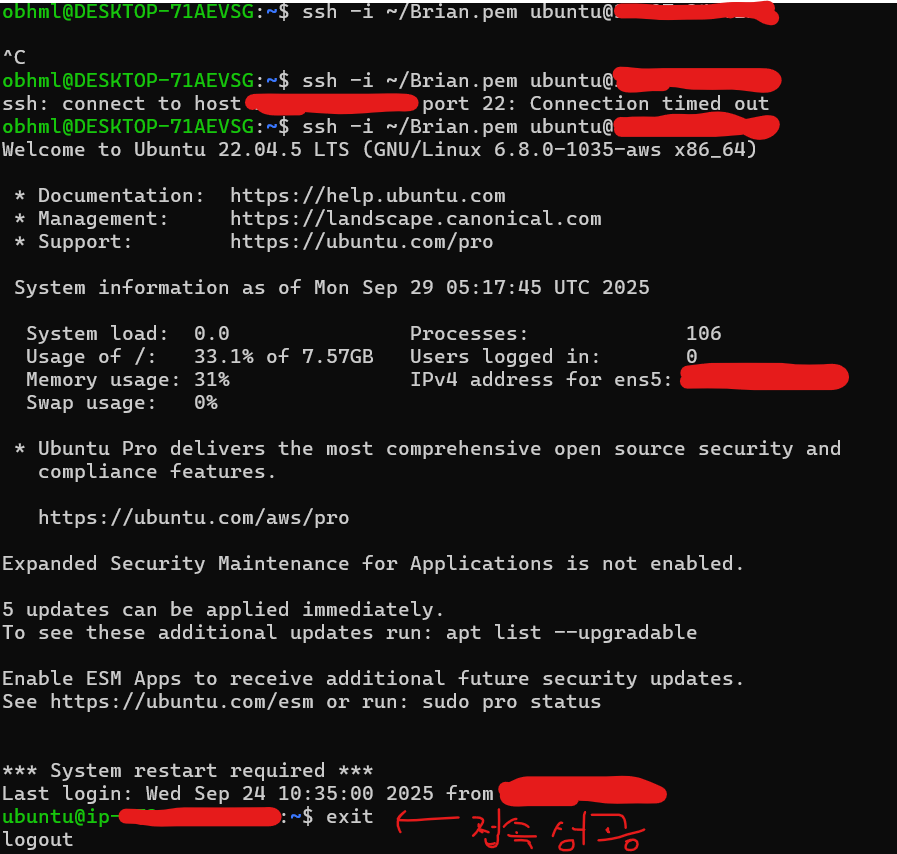 obhml@DESKTOP-71AEVSG:~$ ssh -i ~/Brian.pem ubuntu@
^C
obhml@DESKTOP-71AEVSG:~$ ssh -i ~/Brian.pem ubuntu@
ssh: connect to host port 22: Connection timed out
obhml@DESKTOP-71AEVSG:~$ ssh -i ~/Brian.pem ubuntu@
Welcome to Ubuntu 22.04.5 LTS (GNU/Linux 6.8.0-1035-aws x86_64)
* Documentation: https://help.ubuntu.com
* Management: https://landscape.canonical.com
* Support: https://ubuntu.com/pro
System information as of Mon Sep 29 05:17:45 UTC 2025
System load: 0.0 Processes: 106
Usage of /: 33.1% of 7.57GB Users logged in: 0
Memory usage: 31% IPv4 address for ens5:
Swap usage: 0%
* Ubuntu Pro delivers the most comprehensive open source security and
compliance features.
https://ubuntu.com/aws/pro
Expanded Security Maintenance for Applications is not enabled.
5 updates can be applied immediately.
To see these additional updates run: apt list --upgradable
Enable ESM Apps to receive additional future security updates.
See https://ubuntu.com/esm or run: sudo pro status
*** System restart required ***
Last login: Wed Sep 24 10:35:00 2025 from
ubuntu@ip- :~$ exit ← 접속 성공
logout